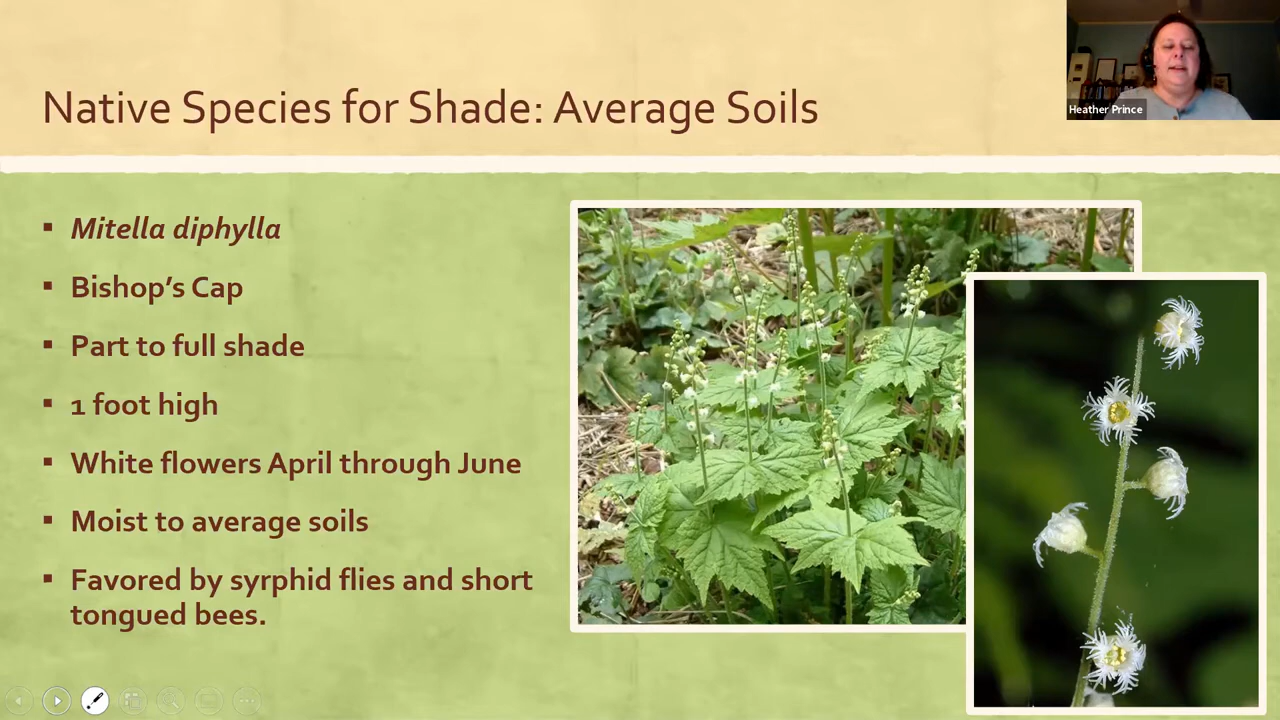 Native Species for Shade: Average Soils
Heather Prince
▪ Mitella diphylla
▪ Bishop’s Cap
▪ Part to full shade
▪ 1 foot high
▪ White flowers April through June
▪ Moist to average soils
▪ Favored by syrphid flies and short
tongued bees.